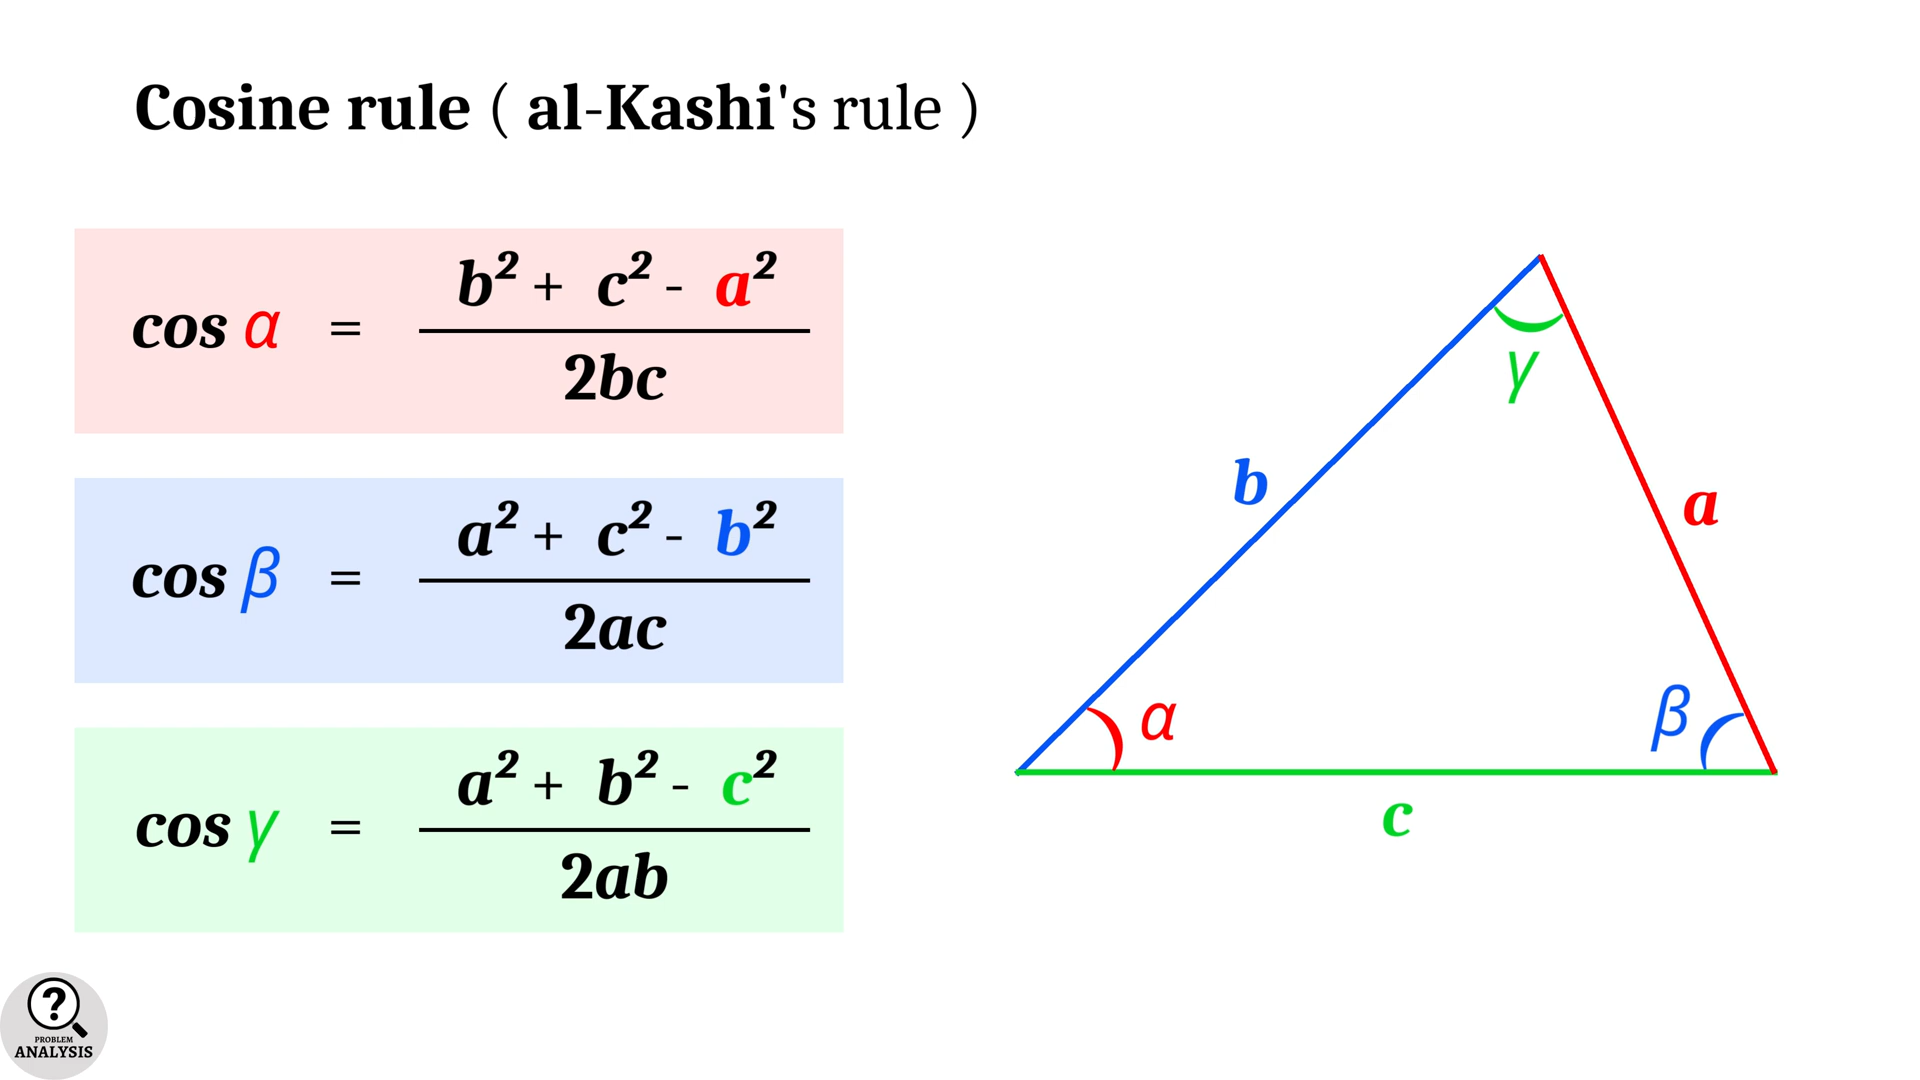 Cosine rule ( al-Kashi's rule )
cos α = b² + c² - a² / 2bc
cos β = a² + c² - b² / 2ac
cos γ = a² + b² - c² / 2ab
γ
b
a
α
β
c
?
PROBLEM
ANALYSIS